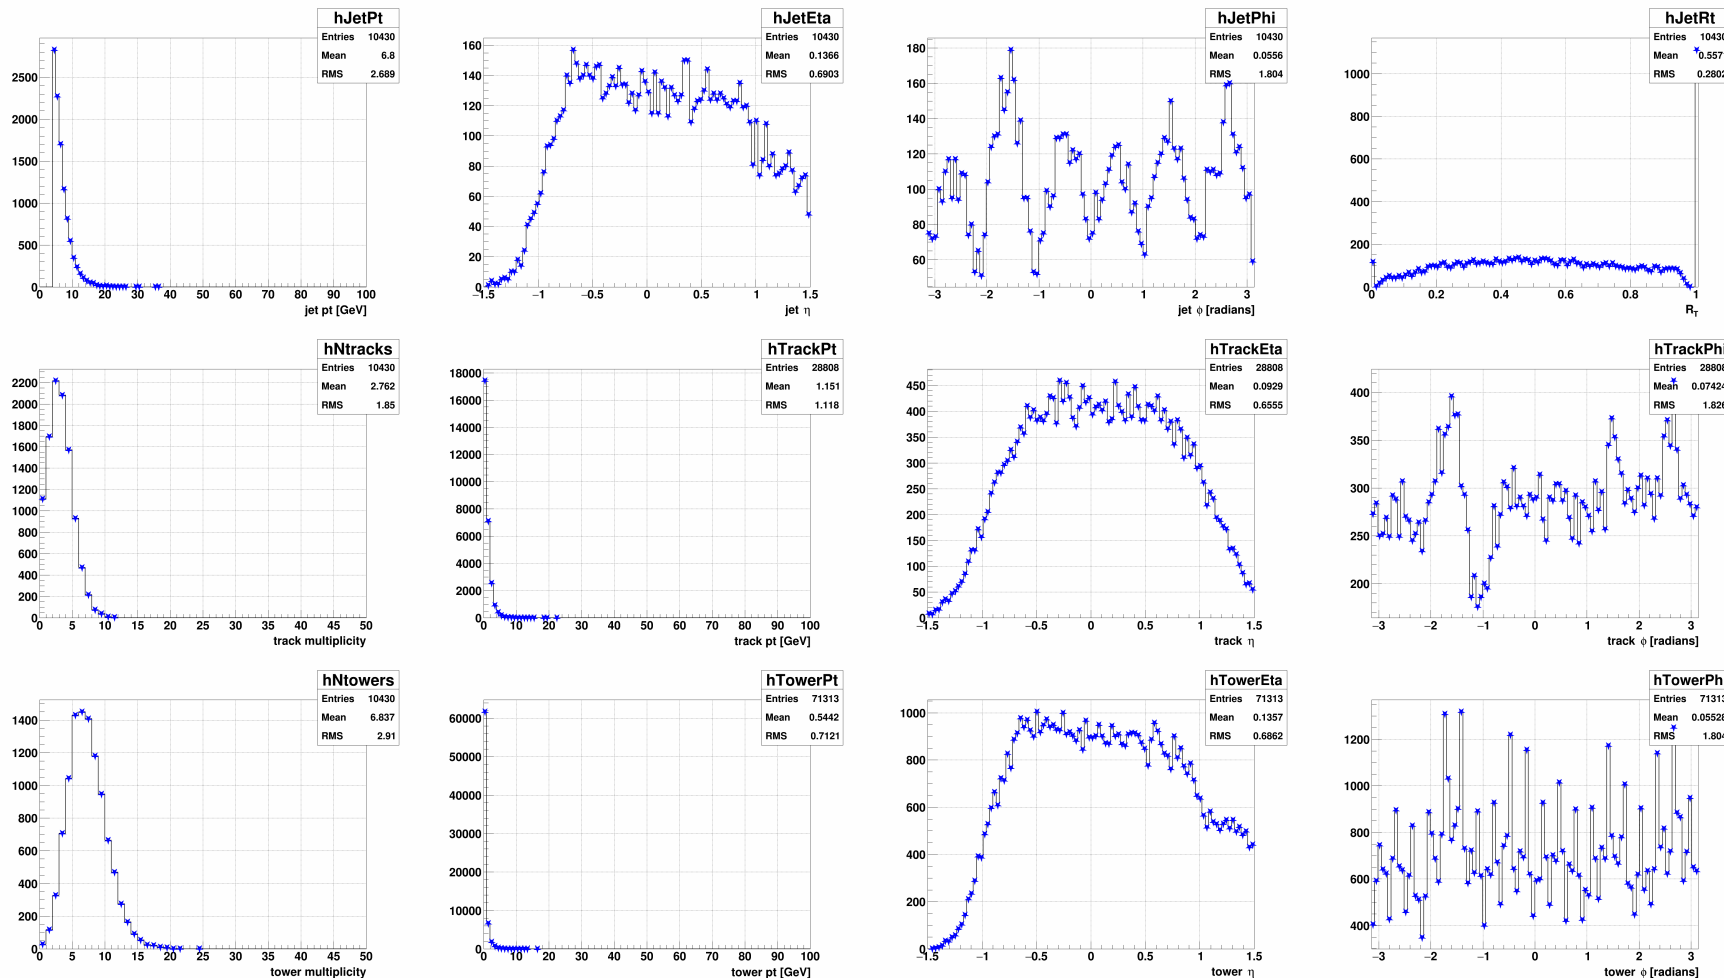 hJetPt
Entries 10430
Mean 6.8
RMS 2.689
2500
2000
1500
1000
500
0
0 10 20 30 40 50 60 70 80 90 100
jet pt [GeV]
hJetEta
Entries 10430
Mean 0.1366
RMS 0.6903
160
140
120
100
80
60
40
20
0
−1.5 −1 −0.5 0 0.5 1 1.5
jet η
hJetPhi
Entries 10430
Mean 0.0556
RMS 1.804
180
160
140
120
100
80
60
−3 −2 −1 0 1 2 3
jet ϕ [radians]
hJetRt
Entries 10430
Mean 0.557
RMS 0.2802
1000
800
600
400
200
0
0 0.2 0.4 0.6 0.8 1
R_T
hNtracks
Entries 10430
Mean 2.762
RMS 1.85
2200
2000
1800
1600
1400
1200
1000
800
600
400
200
0
0 5 10 15 20 25 30 35 40 45 50
track multiplicity
hTrackPt
Entries 28808
Mean 1.151
RMS 1.118
18000
16000
14000
12000
10000
8000
6000
4000
2000
0
0 10 20 30 40 50 60 70 80 90 100
track pt [GeV]
hTrackEta
Entries 28808
Mean 0.0929
RMS 0.6555
450
400
350
300
250
200
150
100
50
0
−1.5 −1 −0.5 0 0.5 1 1.5
track η
hTrackPhi
Entries 28808
Mean 0.07424
RMS 1.826
400
350
300
250
200
−3 −2 −1 0 1 2 3
track ϕ [radians]
hNtowers
Entries 10430
Mean 6.837
RMS 2.91
1400
1200
1000
800
600
400
200
0
0 5 10 15 20 25 30 35 40 45 50
tower multiplicity
hTowerPt
Entries 71313
Mean 0.5442
RMS 0.7121
60000
50000
40000
30000
20000
10000
0
0 10 20 30 40 50 60 70 80 90 100
tower pt [GeV]
hTowerEta
Entries 71313
Mean 0.1357
RMS 0.6862
1000
800
600
400
200
0
−1.5 −1 −0.5 0 0.5 1 1.5
tower η
hTowerPh
Entries 71313
Mean 0.05528
RMS 1.804
1200
1000
800
600
400
−3 −2 −1 0 1 2 3
tower ϕ [radians]